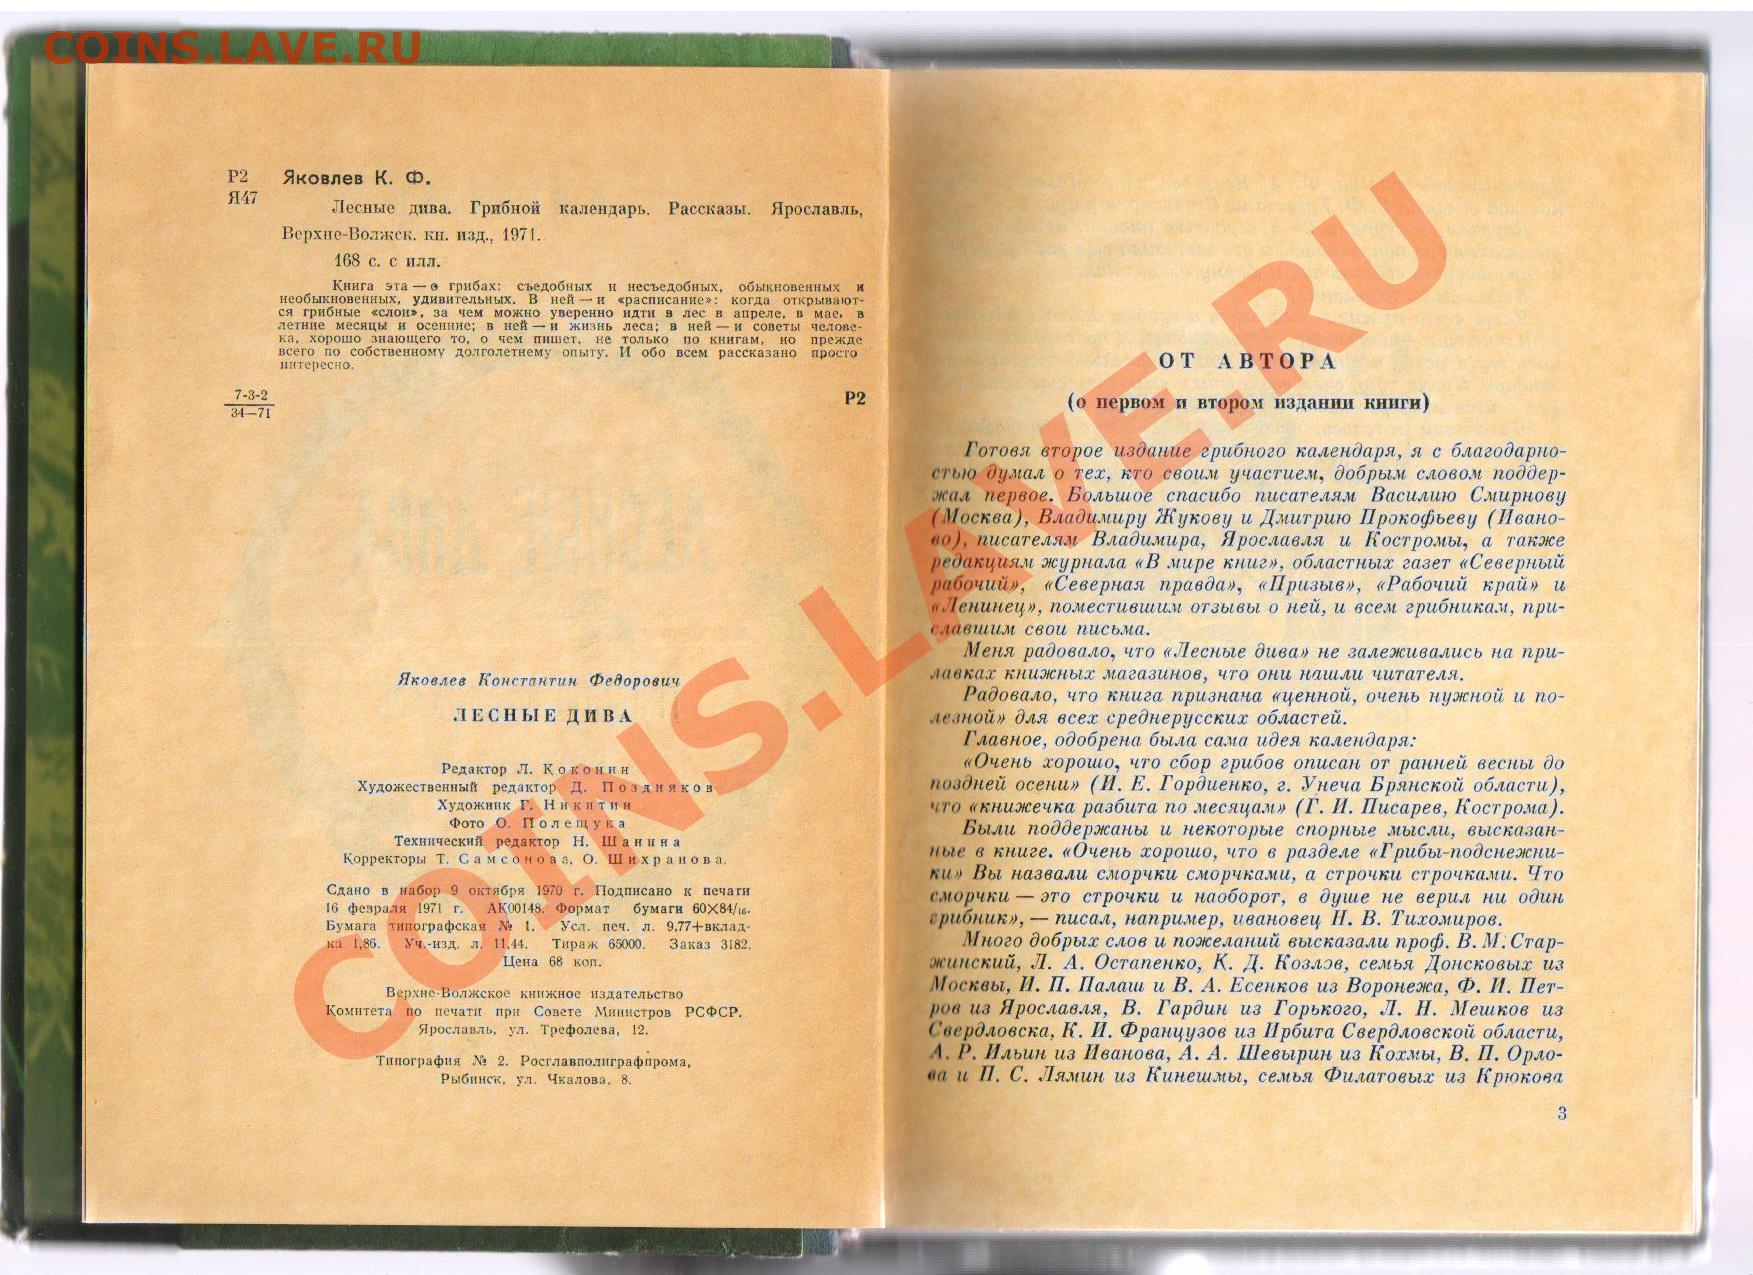 COINS.LAVE.RU
Р2 Яковлев К. Ф.
Я47
Лесные дива. Грибной календарь. Рассказы. Ярославль,
Верхне-Волжск. кн. изд., 1971.
168 с. с илл.
Книга эта — о грибах: съедобных и несъедобных, обыкновенных и
необыкновенных, удивительных. В ней — и «расписание»: когда открывают-
ся грибные «слои», за чем можно уверенно идти в лес в апреле, в мае, в
летние месяцы и осенние; в ней — и жизнь леса; в ней — и советы челове-
ка, хорошо знающего то, о чем пишет, не только по книгам, но прежде
всего по собственному долголетнему опыту. И обо всем рассказано просто
интересно.
7-3-2
34—71
Р2
Яковлев Константин Федорович
ЛЕСНЫЕ ДИВА
Редактор Л. Коконин
Художественный редактор Д. Поздняков
Художник Г. Никитин
Фото О. Полещука
Технический редактор Н. Шанина
Корректоры Т. Самсонова, О. Шихранова.
Сдано в набор 9 октября 1970 г. Подписано к печати
16 февраля 1971 г. АК00148. Формат бумаги 60X84/16.
Бумага типографская № 1. Усл. печ. л. 9,77+вклад-
ка 1,86. Уч.-изд. л. 11,44. Тираж 65000. Заказ 3182.
Цена 68 коп.
Верхне-Волжское книжное издательство
Комитета по печати при Совете Министров РСФСР.
Ярославль, ул. Трефолева, 12.
Типография № 2. Росглавполиграфпрома,
Рыбинск, ул. Чкалова, 8.
ОТ АВТОРА
(о первом и втором издании книги)
Готовя второе издание грибного календаря, я с благодарно-
стью думал о тех, кто своим участием, добрым словом поддер-
жал первое. Большое спасибо писателям Василию Смирнову
(Москва), Владимиру Жукову и Дмитрию Прокофьеву (Ивано-
во), писателям Владимира, Ярославля и Костромы, а также
редакциям журнала «В мире книг», областных газет «Северный
рабочий», «Северная правда», «Призыв», «Рабочий край» и
«Ленинец», поместившим отзывы о ней, и всем грибникам, при-
славшим свои письма.
Меня радовало, что «Лесные дива» не залеживались на при-
лавках книжных магазинов, что они нашли читателя.
Радовало, что книга признана «ценной, очень нужной и по-
лезной» для всех среднерусских областей.
Главное, одобрена была сама идея календаря:
«Очень хорошо, что сбор грибов описан от ранней весны до
поздней осени» (И. Е. Гордиенко, г. Унеча Брянской области),
что «книжечка разбита по месяцам» (Г. И. Писарев, Кострома).
Были поддержаны и некоторые спорные мысли, высказан-
ные в книге. «Очень хорошо, что в разделе «Грибы-подснежни-
ки» Вы назвали сморчки сморчками, а строчки строчками. Что
сморчки — это строчки и наоборот, в душе не верил ни один
грибник», — писал, например, ивановец Н. В. Тихомиров.
Много добрых слов и пожеланий высказали проф. В. М. Стар-
жинский, Л. А. Остапенко, К. Д. Козлов, семья Донсковых из
Москвы, И. П. Палаш и В. А. Есенков из Воронежа, Ф. И. Пет-
ров из Ярославля, В. Гардин из Горького, Л. Н. Мешков из
Свердловска, К. И. Французов из Ирбита Свердловской области,
А. Р. Ильин из Иванова, А. А. Шевырин из Кохмы, В. П. Орло-
ва и П. С. Лямин из Кинешмы, семья Филатовых из Крюкова
3
COINS.LAVE.RU